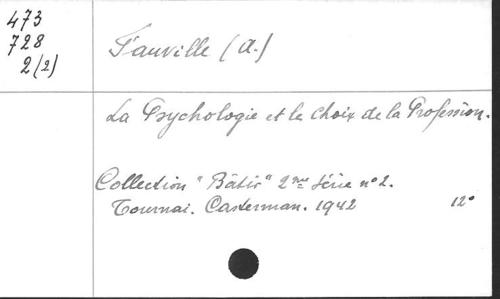 473
728
2(2)
Fauville (A.)
La Psychologie et le choix de la Profession.
Collection "Bâtir" 2me série no 2.
Tournai. Casterman. 1942 12°